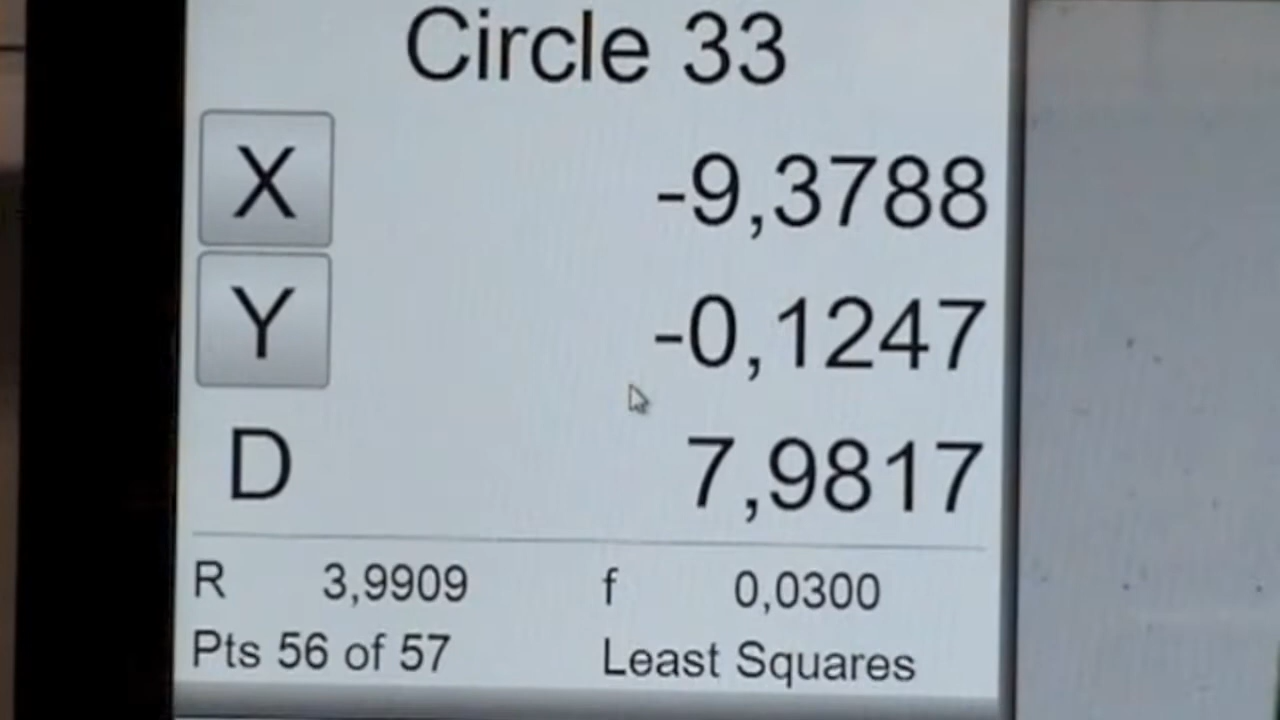 Circle 33
X -9,3788
Y -0,1247
D 7,9817
R 3,9909 f 0,0300
Pts 56 of 57 Least Squares